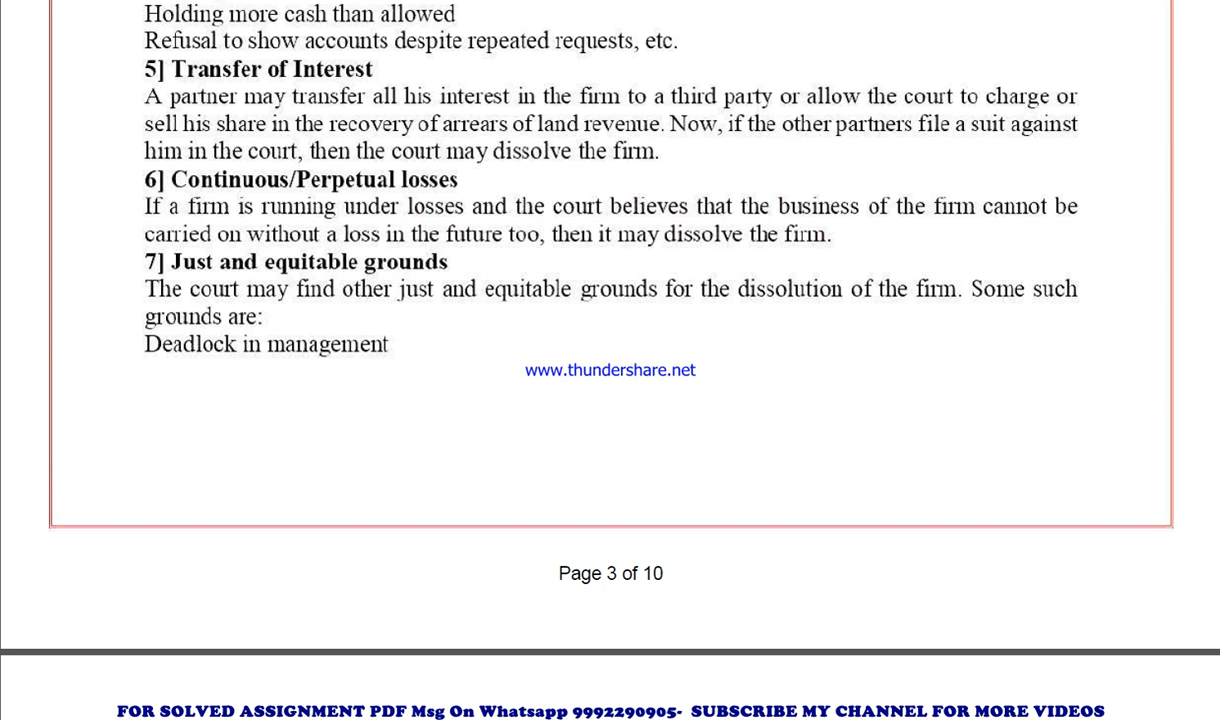 Holding more cash than allowed
Refusal to show accounts despite repeated requests, etc.
5] Transfer of Interest
A partner may transfer all his interest in the firm to a third party or allow the court to charge or
sell his share in the recovery of arrears of land revenue. Now, if the other partners file a suit against
him in the court, then the court may dissolve the firm.
6] Continuous/Perpetual losses
If a firm is running under losses and the court believes that the business of the firm cannot be
carried on without a loss in the future too, then it may dissolve the firm.
7] Just and equitable grounds
The court may find other just and equitable grounds for the dissolution of the firm. Some such
grounds are:
Deadlock in management
www.thundershare.net
Page 3 of 10
FOR SOLVED ASSIGNMENT PDF Msg On Whatsapp 9992290905- SUBSCRIBE MY CHANNEL FOR MORE VIDEOS